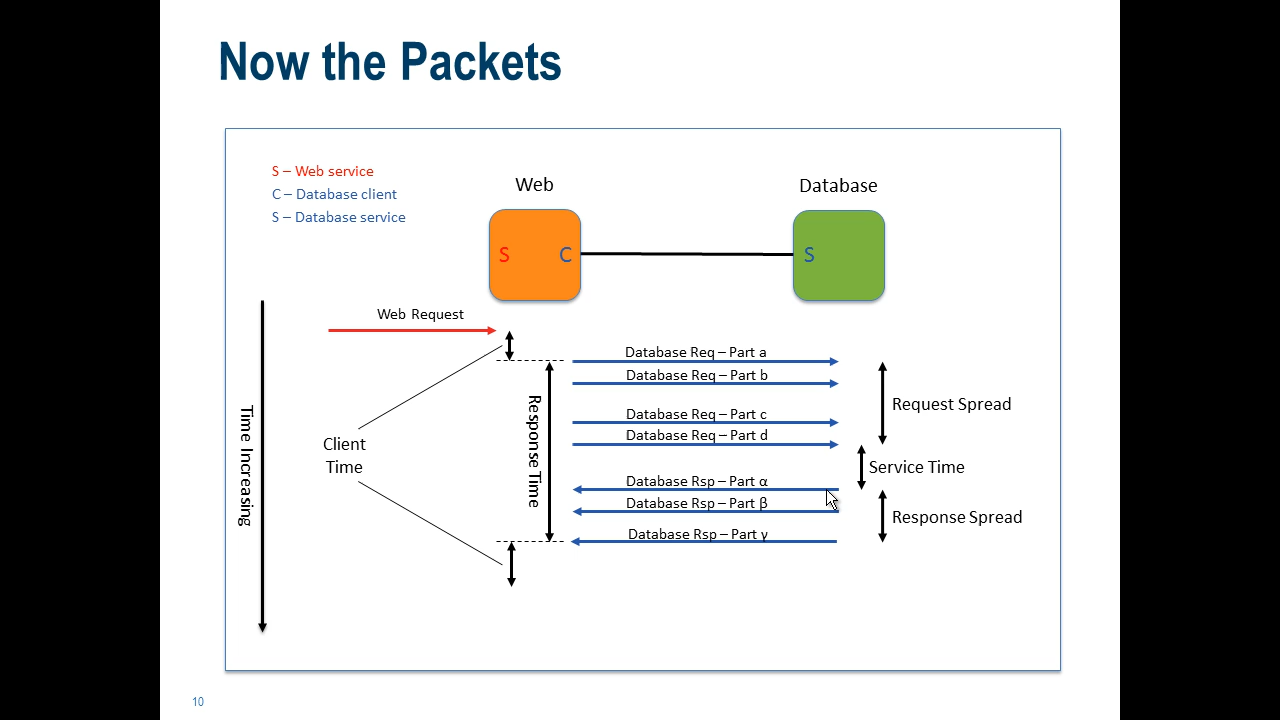 Now the Packets
S – Web service
C – Database client
S – Database service
Web
Database
S
C
S
Web Request
Database Req – Part a
Database Req – Part b
Database Req – Part c
Database Req – Part d
Database Rsp – Part α
Database Rsp – Part β
Database Rsp – Part γ
Request Spread
Service Time
Response Spread
Response Time
Client
Time
Time Increasing
10